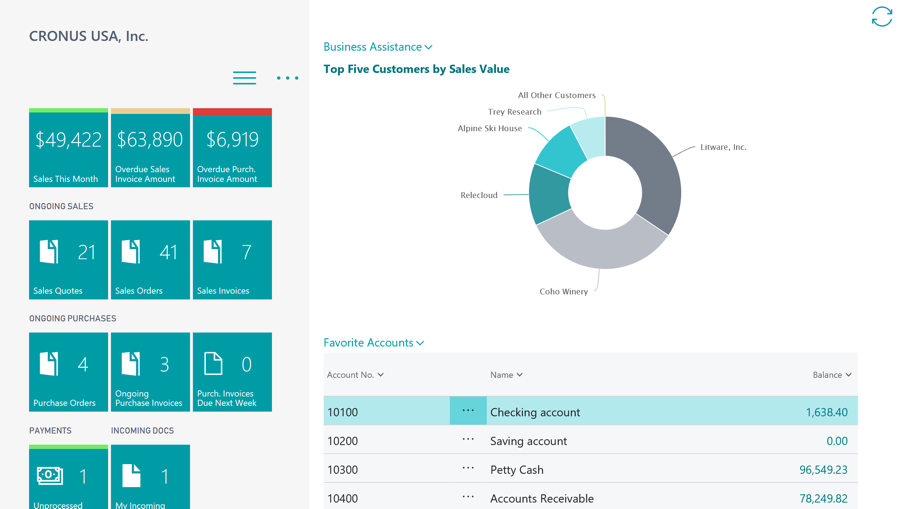 CRONUS USA, Inc.
$49,422
Sales This Month
$63,890
Overdue Sales
Invoice Amount
$6,919
Overdue Purch.
Invoice Amount
ONGOING SALES
21
Sales Quotes
41
Sales Orders
7
Sales Invoices
ONGOING PURCHASES
4
Purchase Orders
3
Ongoing
Purchase Invoices
0
Purch. Invoices
Due Next Week
PAYMENTS
INCOMING DOCS
1
Unprocessed
1
My Incoming
Business Assistance
Top Five Customers by Sales Value
All Other Customers
Trey Research
Alpine Ski House
Relecloud
Coho Winery
Litware, Inc.
Favorite Accounts
Account No. Name Balance
10100 Checking account 1,638.40
10200 Saving account 0.00
10300 Petty Cash 96,549.23
10400 Accounts Receivable 78,249.82